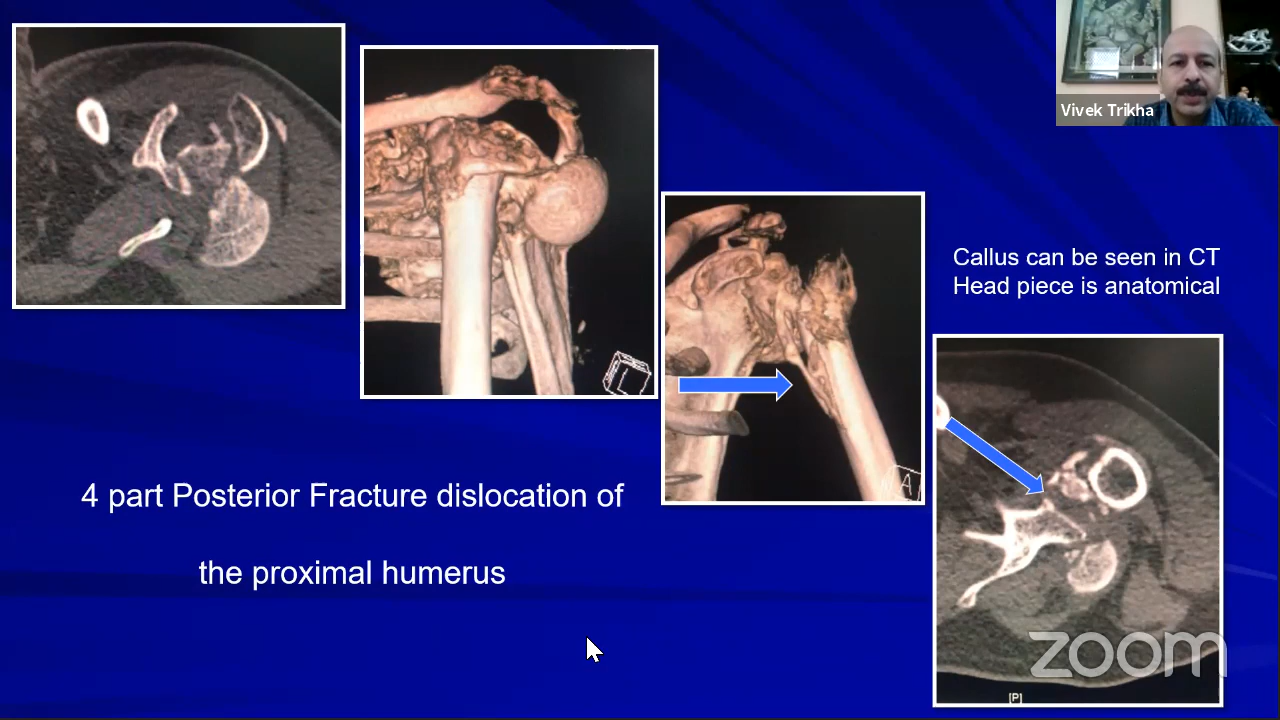 Vivek Trikha
Callus can be seen in CT
Head piece is anatomical
4 part Posterior Fracture dislocation of
the proximal humerus
A
zoom
[P]